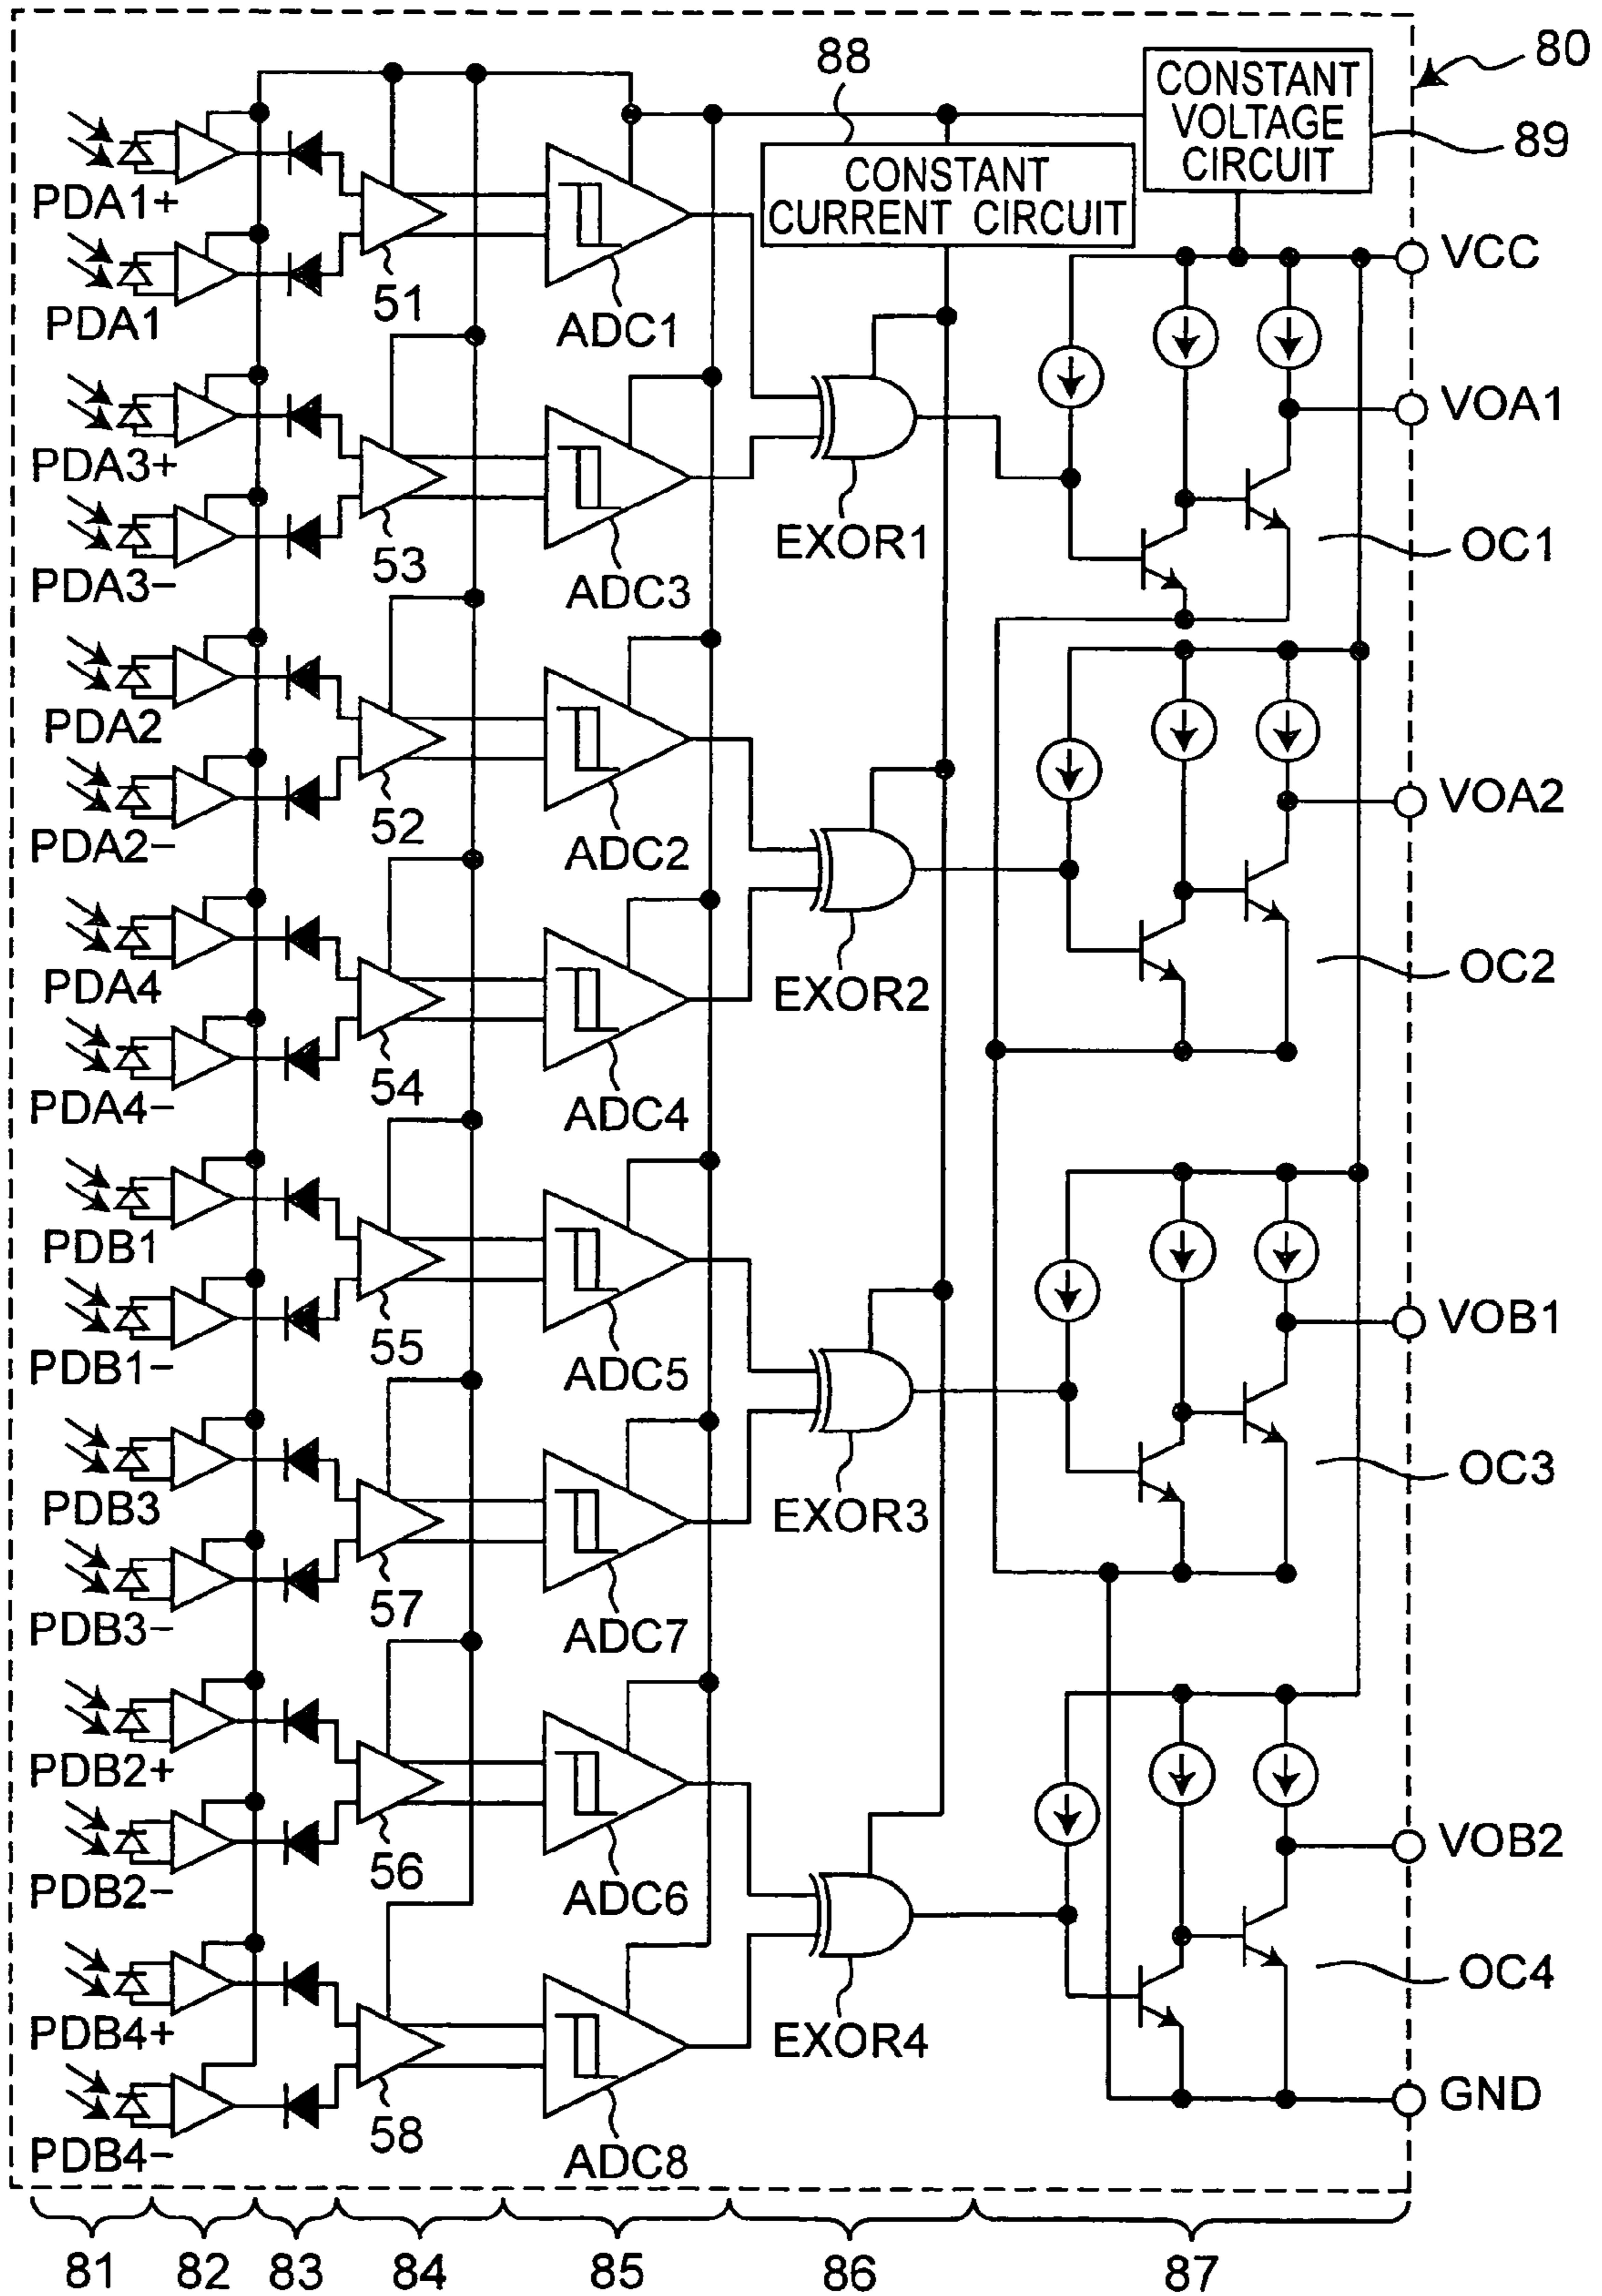 80
88
CONSTANT
VOLTAGE
CIRCUIT
89
CONSTANT
CURRENT CIRCUIT
PDA1+
PDA1
51
ADC1
VCC
VOA1
PDA3+
PDA3-
53
ADC3
EXOR1
OC1
PDA2
PDA2-
52
ADC2
VOA2
PDA4
PDA4-
54
ADC4
EXOR2
OC2
PDB1
PDB1-
55
ADC5
VOB1
PDB3
PDB3-
57
ADC7
EXOR3
OC3
PDB2+
PDB2-
56
ADC6
VOB2
PDB4+
PDB4-
58
ADC8
EXOR4
OC4
GND
81 82 83 84 85 86 87